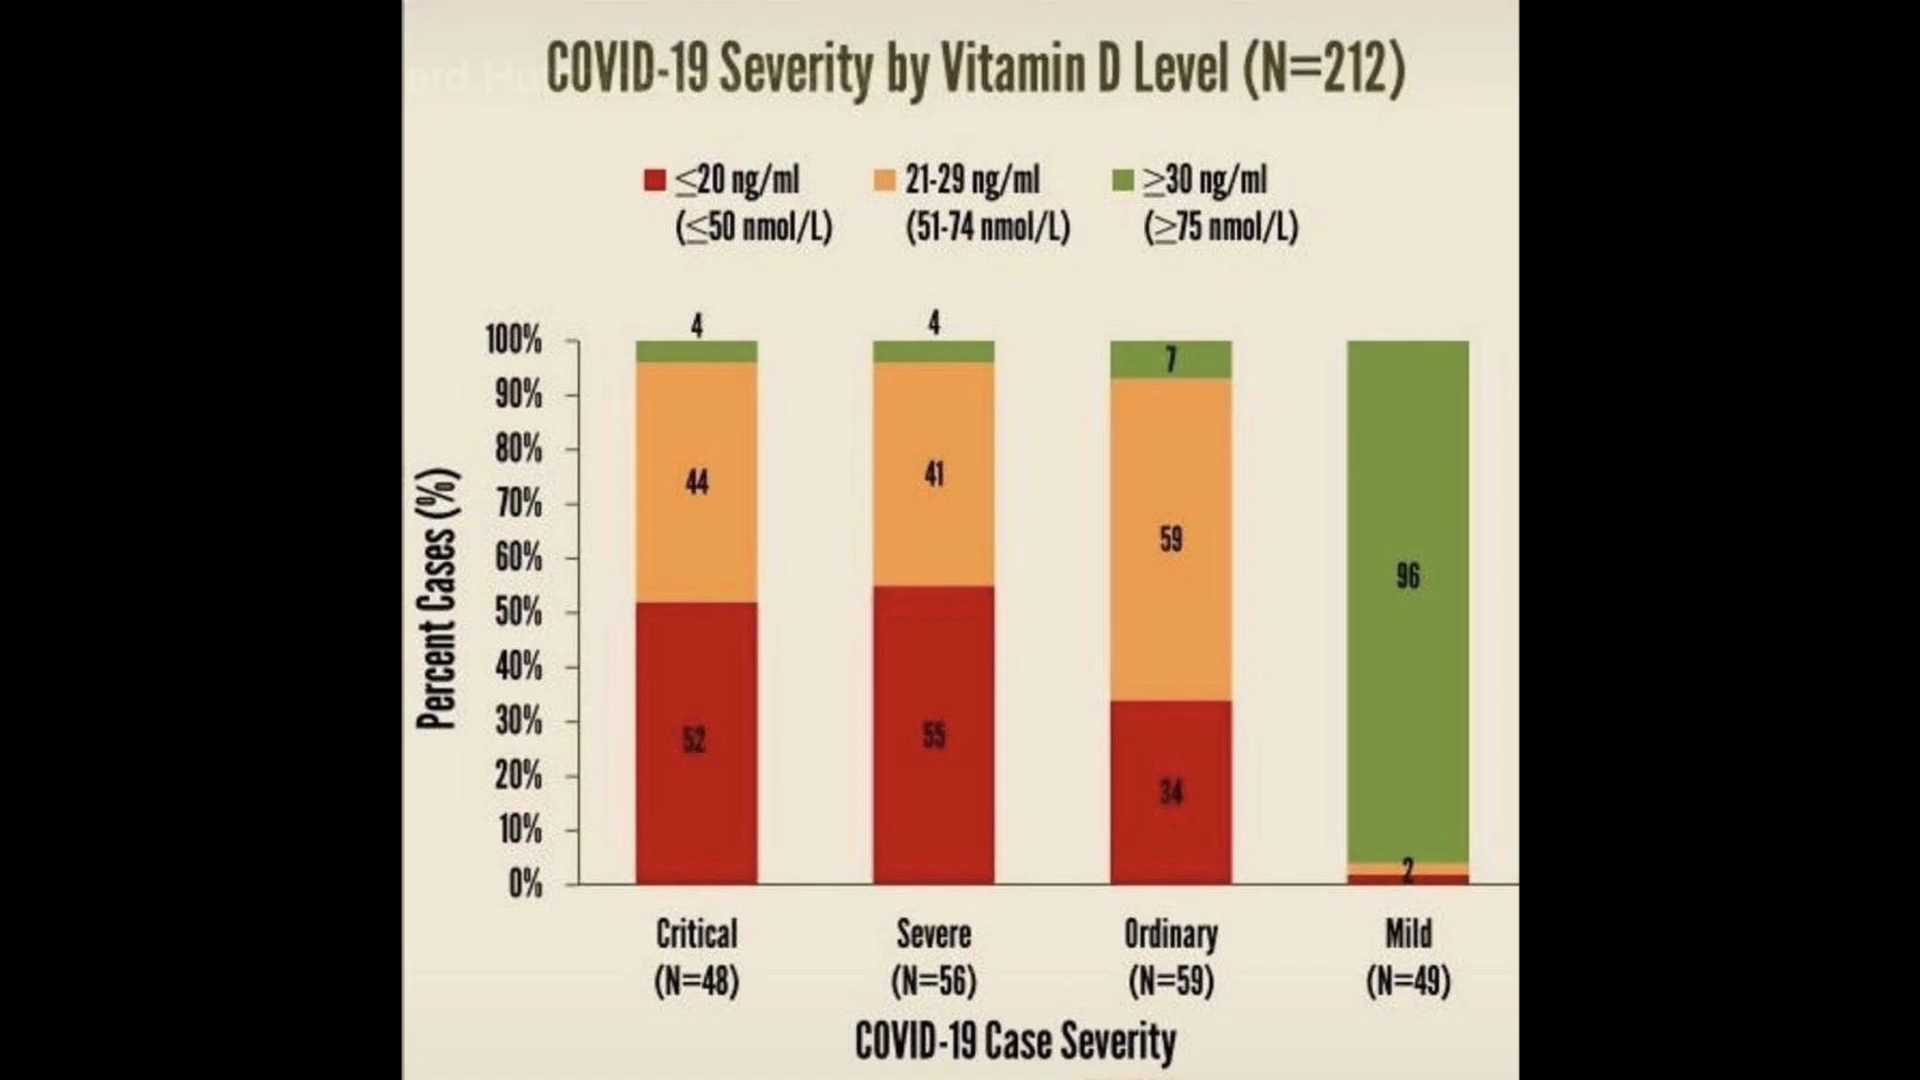 COVID-19 Severity by Vitamin D Level (N=212)
≤20 ng/ml
(≤50 nmol/L)
21-29 ng/ml
(51-74 nmol/L)
≥30 ng/ml
(≥75 nmol/L)
Percent Cases (%)
100%
90%
80%
70%
60%
50%
40%
30%
20%
10%
0%
4
44
52
4
41
55
7
59
34
96
2
Critical
(N=48)
Severe
(N=56)
Ordinary
(N=59)
Mild
(N=49)
COVID-19 Case Severity